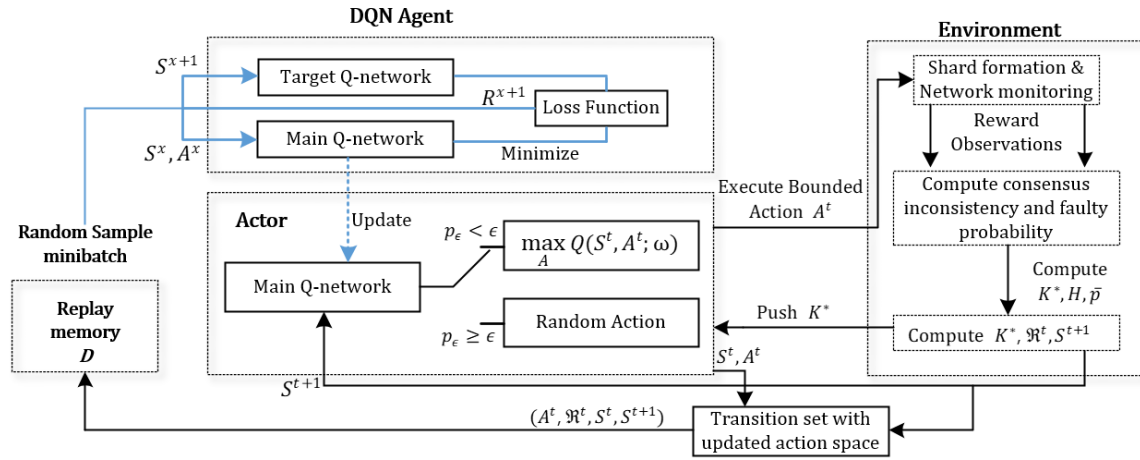 DQN Agent
Environment
S^{x+1}
Target Q-network
R^{x+1}
Loss Function
Main Q-network
S^x, A^x
Minimize
Shard formation &
Network monitoring
Reward
Observations
Execute Bounded
Action A^t
Compute consensus
inconsistency and faulty
probability
Update
Actor
p_ϵ < ϵ
max_A Q(S^t, A^t; ω)
Main Q-network
Random Sample
minibatch
Compute
K^*, H, p̄
Replay
memory
D
p_ϵ ≥ ϵ
Random Action
Push K^*
Compute K^*, ℜ^t, S^{t+1}
S^t, A^t
S^{t+1}
(A^t, ℜ^t, S^t, S^{t+1})
Transition set with
updated action space